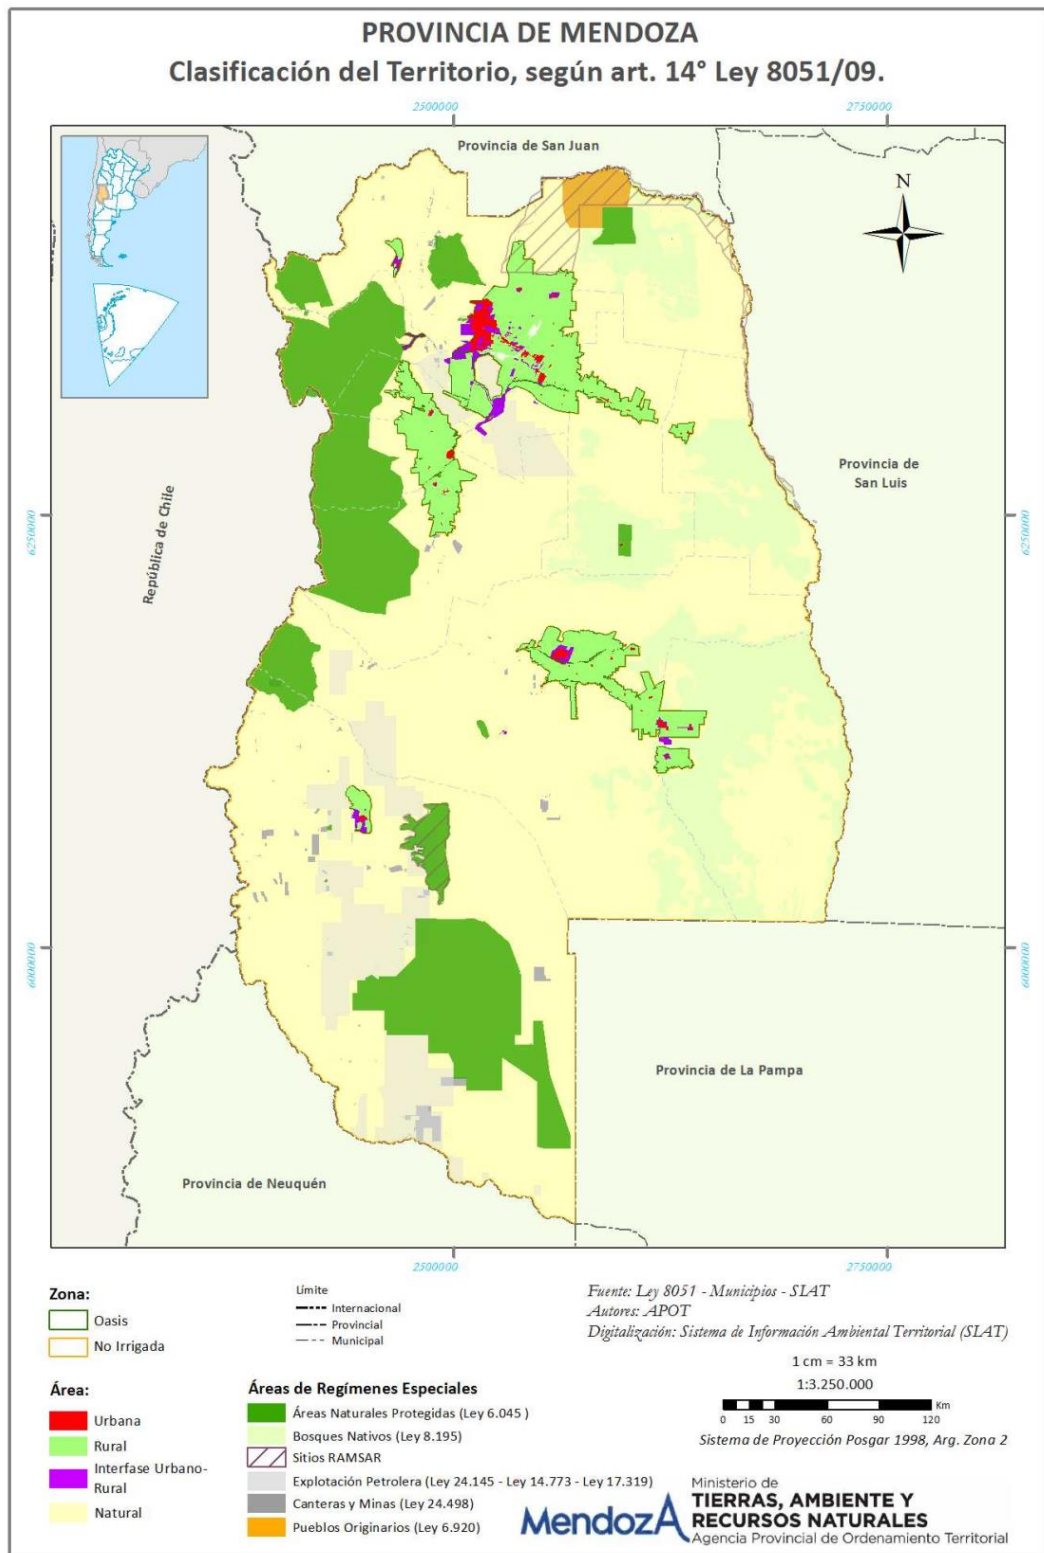 PROVINCIA DE MENDOZA
Clasificación del Territorio, según art. 14° Ley 8051/09.
2500000
2750000
Provincia de San Juan
N
República de Chile
Provincia de
San Luis
6250000
6250000
6000000
6000000
Provincia de La Pampa
Provincia de Neuquén
2500000
2750000
Zona:
Oasis
No Irrigada
Límite
Internacional
Provincial
Municipal
Fuente: Ley 8051 - Municipios - SIAT
Autores: APOT
Digitalización: Sistema de Información Ambiental Territorial (SIAT)
1 cm = 33 km
1:3.250.000
Km
0 15 30 60 90 120
Sistema de Proyección Posgar 1998, Arg. Zona 2
Área:
Urbana
Rural
Interfase Urbano-
Rural
Natural
Áreas de Regímenes Especiales
Áreas Naturales Protegidas (Ley 6.045 )
Bosques Nativos (Ley 8.195)
Sitios RAMSAR
Explotación Petrolera (Ley 24.145 - Ley 14.773 - Ley 17.319)
Canteras y Minas (Ley 24.498)
Pueblos Originarios (Ley 6.920)
MendozA
Ministerio de
TIERRAS, AMBIENTE Y
RECURSOS NATURALES
Agencia Provincial de Ordenamiento Territorial